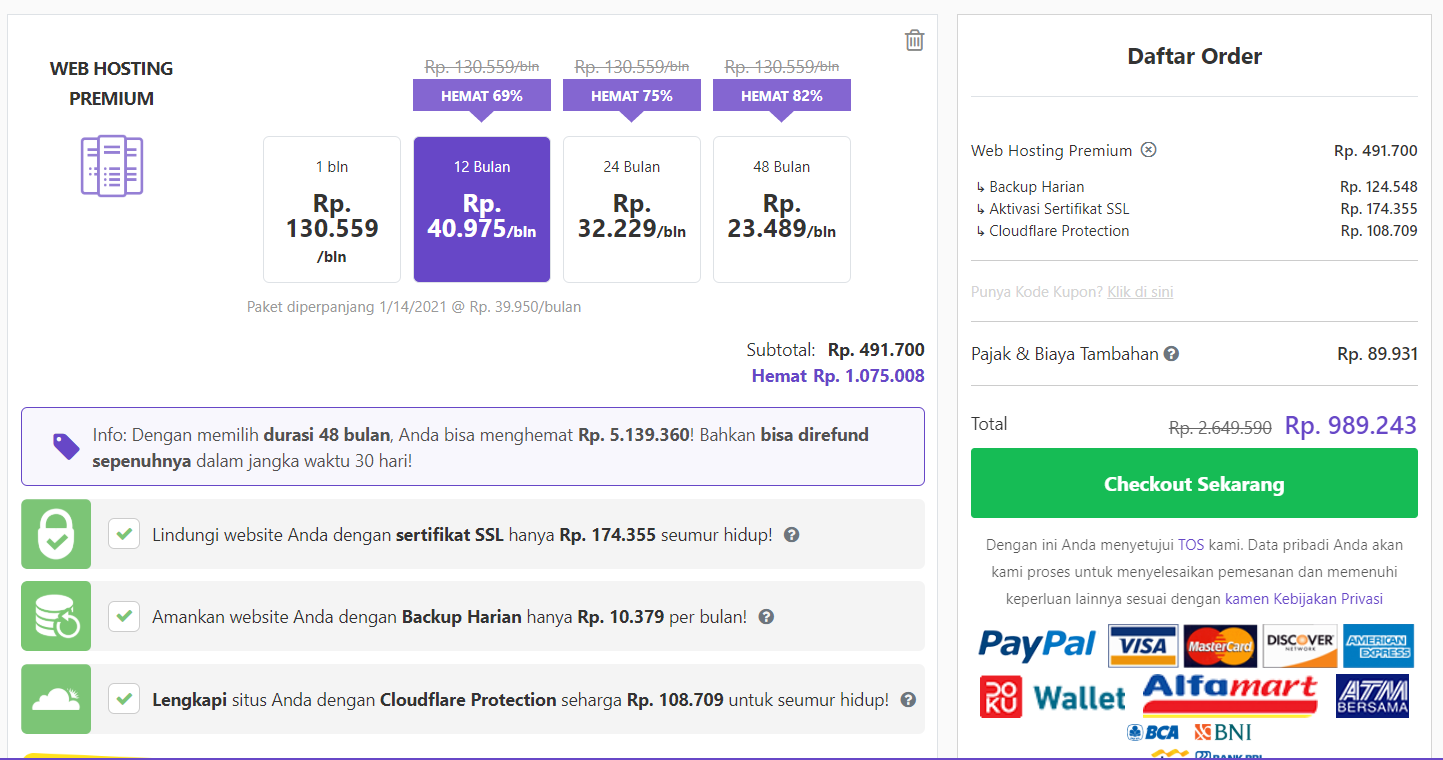 WEB HOSTING
PREMIUM
Rp. 130.559/bln
Rp. 130.559/bln
Rp. 130.559/bln
HEMAT 69%
HEMAT 75%
HEMAT 82%
1 bln
Rp.
130.559
/bln
12 Bulan
Rp.
40.975/bln
24 Bulan
Rp.
32.229/bln
48 Bulan
Rp.
23.489/bln
Paket diperpanjang 1/14/2021 @ Rp. 39.950/bulan
Subtotal: Rp. 491.700
Hemat Rp. 1.075.008
Info: Dengan memilih durasi 48 bulan, Anda bisa menghemat Rp. 5.139.360! Bahkan bisa direfund
sepenuhnya dalam jangka waktu 30 hari!
Lindungi website Anda dengan sertifikat SSL hanya Rp. 174.355 seumur hidup!
Amankan website Anda dengan Backup Harian hanya Rp. 10.379 per bulan!
Lengkapi situs Anda dengan Cloudflare Protection seharga Rp. 108.709 untuk seumur hidup!
Daftar Order
Web Hosting Premium Rp. 491.700
↳ Backup Harian Rp. 124.548
↳ Aktivasi Sertifikat SSL Rp. 174.355
↳ Cloudflare Protection Rp. 108.709
Punya Kode Kupon? Klik di sini
Pajak & Biaya Tambahan Rp. 89.931
Total Rp. 2.649.590 Rp. 989.243
Checkout Sekarang
Dengan ini Anda menyetujui TOS kami. Data pribadi Anda akan
kami proses untuk menyelesaikan pemesanan dan memenuhi
keperluan lainnya sesuai dengan kamen Kebijakan Privasi
PayPal VISA MasterCard DISCOVER NETWORK AMERICAN EXPRESS
DOKU Wallet Alfamart ATM BERSAMA
BCA BNI